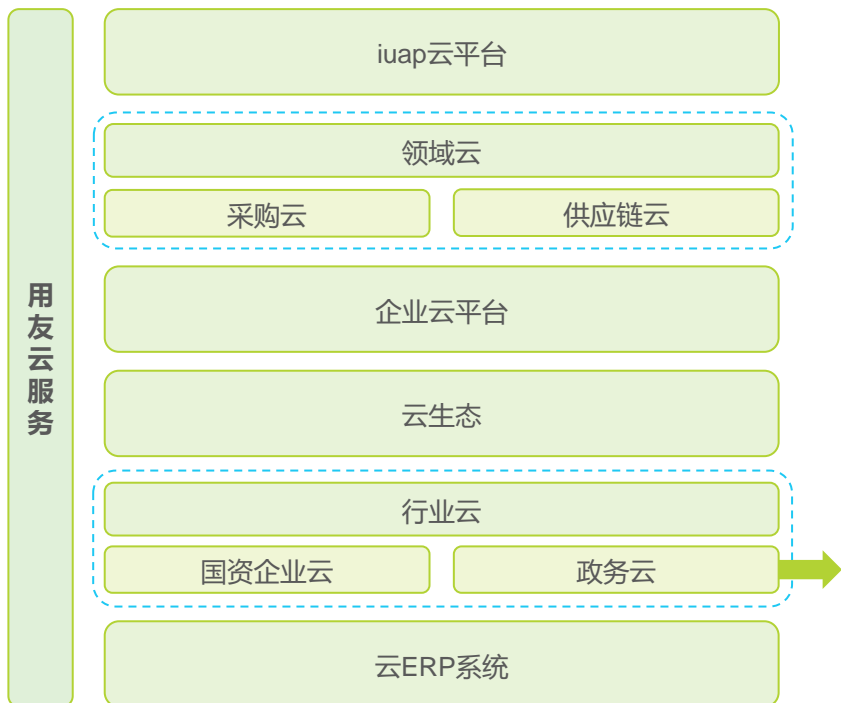 用友云服务
iuap云平台
领域云
采购云
供应链云
企业云平台
云生态
行业云
国资企业云
政务云
云ERP系统